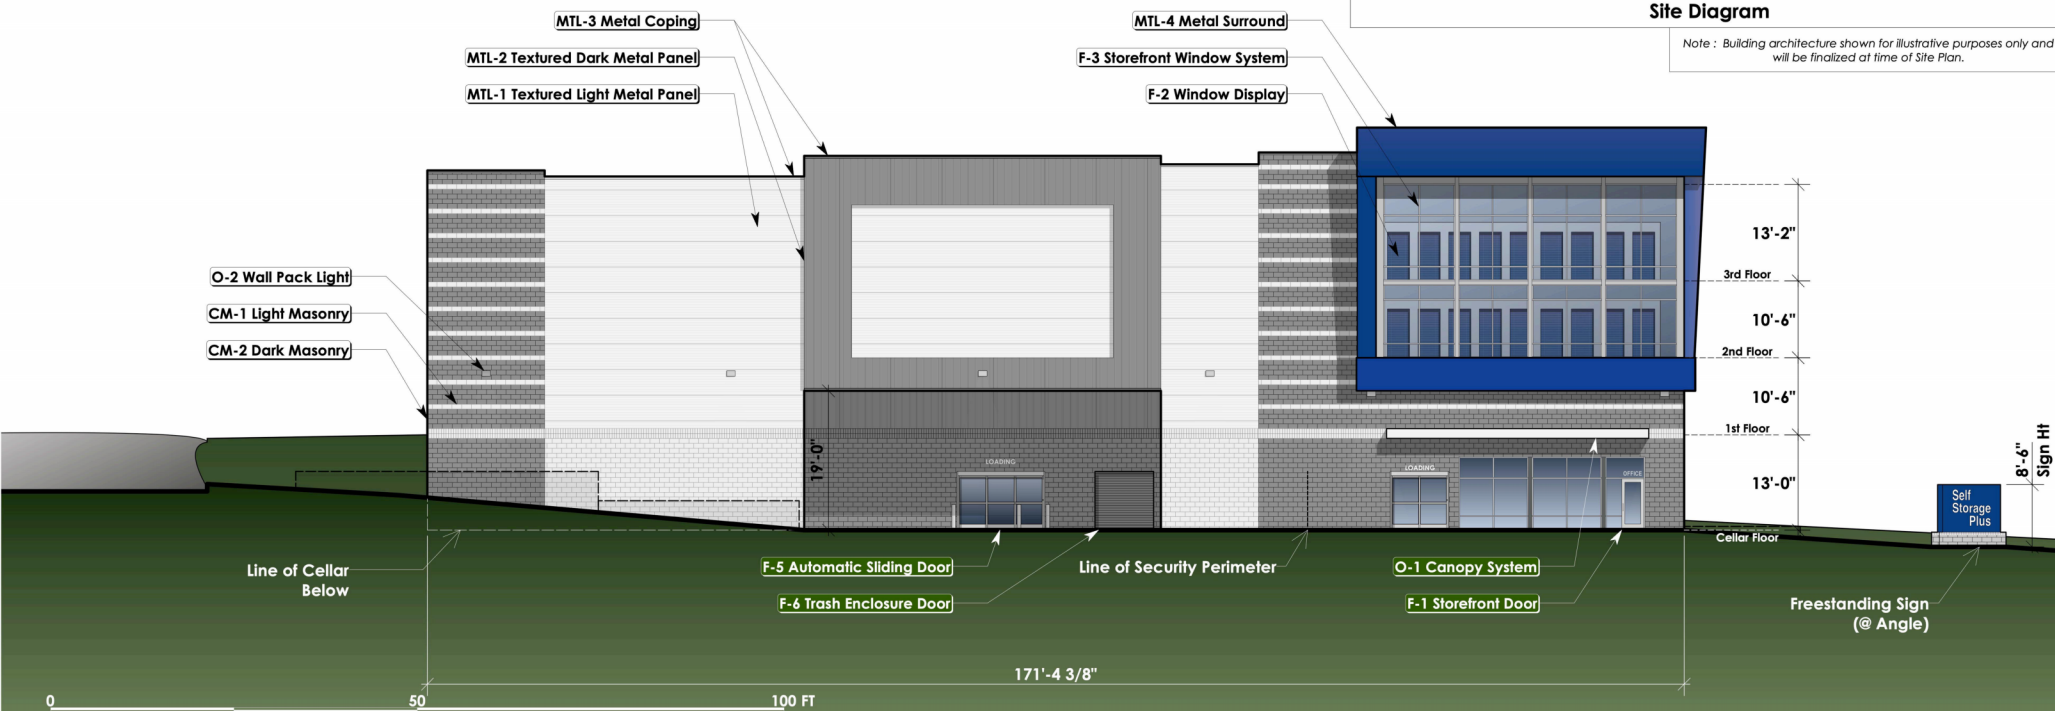 Site Diagram
Note : Building architecture shown for illustrative purposes only and
will be finalized at time of Site Plan.
MTL-3 Metal Coping
MTL-2 Textured Dark Metal Panel
MTL-1 Textured Light Metal Panel
MTL-4 Metal Surround
F-3 Storefront Window System
F-2 Window Display
O-2 Wall Pack Light
CM-1 Light Masonry
CM-2 Dark Masonry
13'-2"
3rd Floor
10'-6"
2nd Floor
10'-6"
1st Floor
13'-0"
Cellar Floor
19'-0"
LOADING
LOADING
OFFICE
8'-6"
Sign Ht
Self
Storage
Plus
Line of Cellar
Below
F-5 Automatic Sliding Door
F-6 Trash Enclosure Door
Line of Security Perimeter
O-1 Canopy System
F-1 Storefront Door
Freestanding Sign
(@ Angle)
171'-4 3/8"
0 50 100 FT